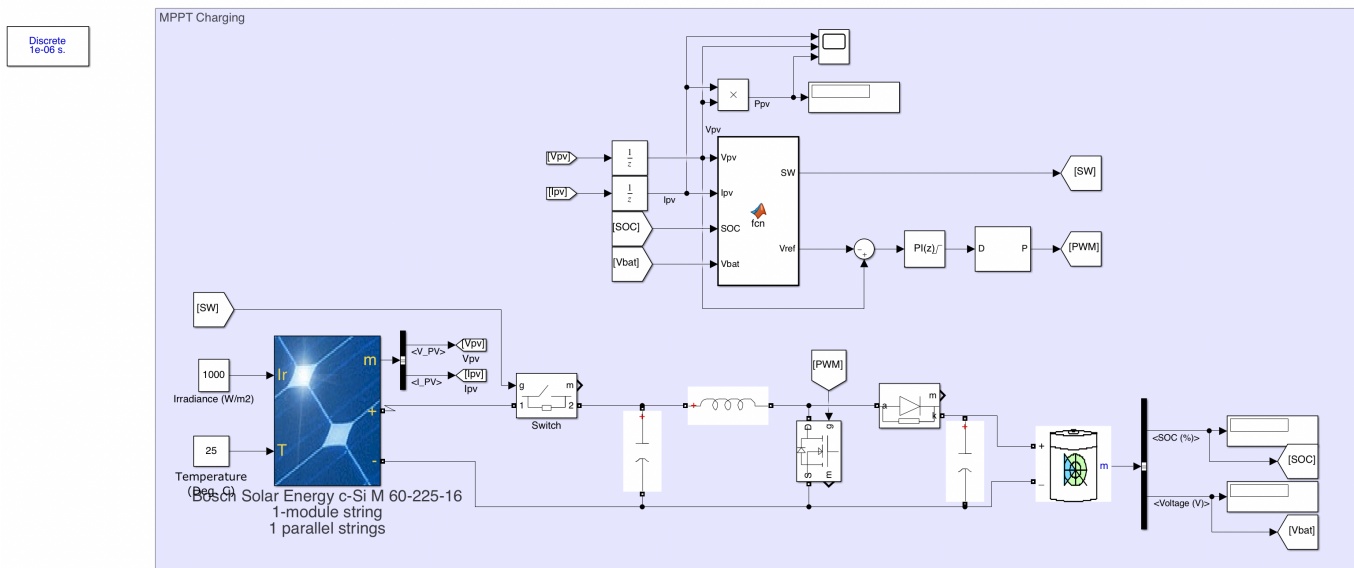 MPPT Charging
Discrete
1e-06 s.
×
Ppv
Vpv
[Vpv]
1
z
Vpv
SW
[SW]
[Ipv]
1
z
Ipv
Ipv
fcn
[SOC]
SOC
[Vbat]
Vbat
Vref
PI(z)
D
P
[PWM]
[SW]
1000
Irradiance (W/m2)
25
Temperature
(Deg. C)
Ir
T
m
+
-
Bosch Solar Energy c-Si M 60-225-16
1-module string
1 parallel strings
<V_PV>
[Vpv]
Vpv
<I_PV>
[Ipv]
Ipv
g
m
1
2
Switch
+
+
[PWM]
D
g
S
m
a
m
k
+
+
m
–
<SOC (%)>
[SOC]
<Voltage (V)>
[Vbat]